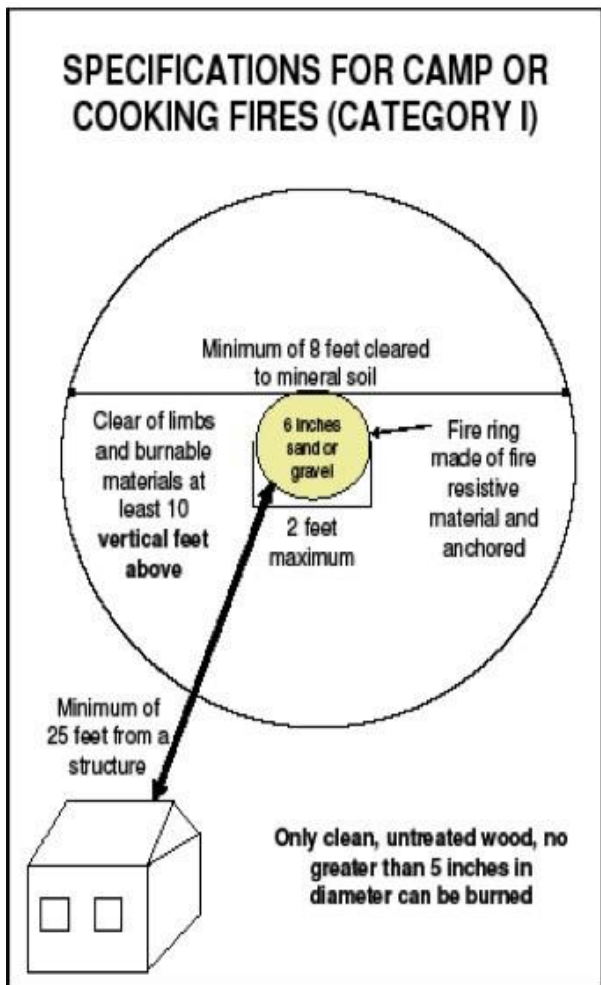 SPECIFICATIONS FOR CAMP OR
COOKING FIRES (CATEGORY I)
Minimum of 8 feet cleared
to mineral soil
Clear of limbs
and burnable
materials at
least 10
vertical feet
above
6 inches
sand or
gravel
Fire ring
made of fire
resistive
material and
anchored
2 feet
maximum
Minimum of
25 feet from a
structure
Only clean, untreated wood, no
greater than 5 inches in
diameter can be burned